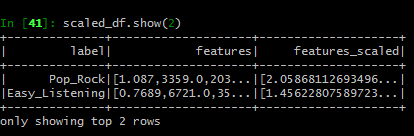 In [41]: scaled_df.show(2)
+--------------+--------------------+--------------------+
|         label|            features|     features_scaled|
+--------------+--------------------+--------------------+
|      Pop_Rock|[1.087,3359.0,203...|[2.05868112693496...|
|Easy_Listening|[0.7689,6721.0,35...|[1.45622807589723...|
+--------------+--------------------+--------------------+
only showing top 2 rows